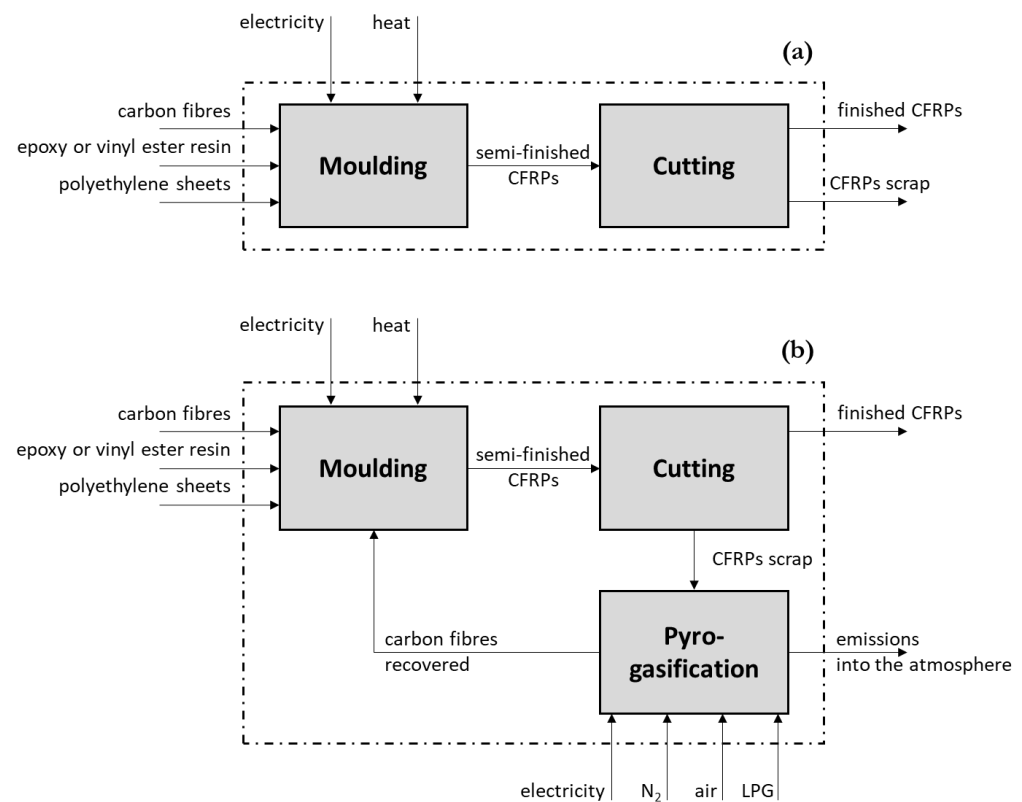 electricity heat
(a)
carbon fibres
epoxy or vinyl ester resin
polyethylene sheets
Moulding
semi-finished
CFRPs
Cutting
finished CFRPs
CFRPs scrap
electricity heat
(b)
carbon fibres
epoxy or vinyl ester resin
polyethylene sheets
Moulding
semi-finished
CFRPs
Cutting
finished CFRPs
CFRPs scrap
carbon fibres
recovered
Pyro-
gasification
emissions
into the atmosphere
electricity N₂ air LPG